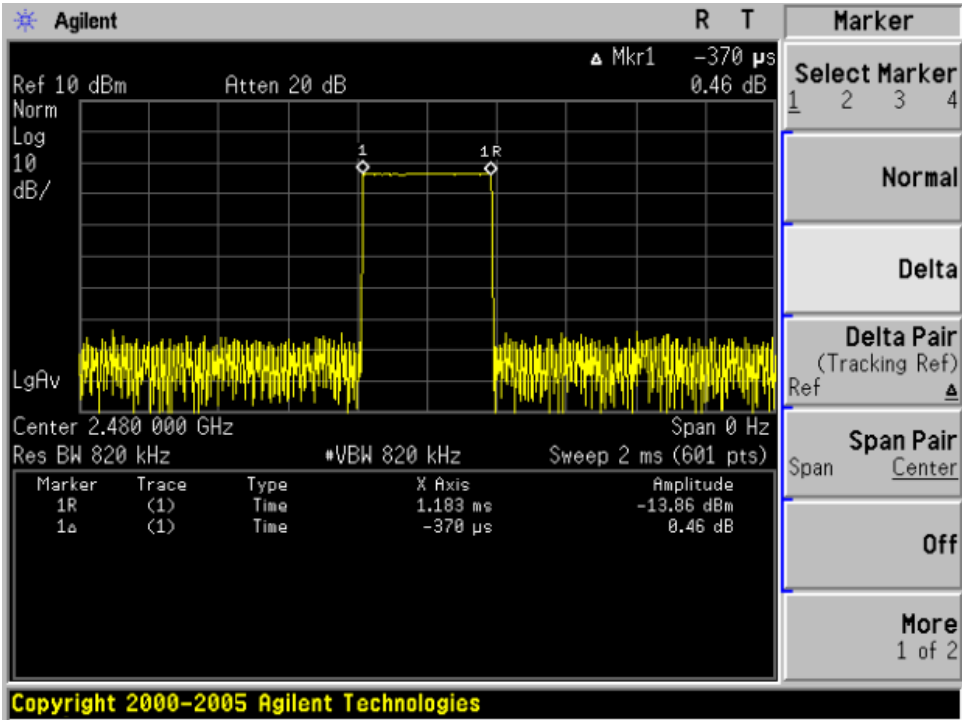 Agilent R T
Δ Mkr1 -370 µs
Ref 10 dBm Atten 20 dB 0.46 dB
Norm
Log
10
dB/
1 1R
LgAv
Center 2.480 000 GHz Span 0 Hz
Res BW 820 kHz #VBW 820 kHz Sweep 2 ms (601 pts)
Marker Trace Type X Axis Amplitude
1R (1) Time 1.183 ms -13.86 dBm
1Δ (1) Time -370 µs 0.46 dB
Copyright 2000-2005 Agilent Technologies
Marker
Select Marker
1 2 3 4
Normal
Delta
Delta Pair
(Tracking Ref)
Ref Δ
Span Pair
Span Center
Off
More
1 of 2